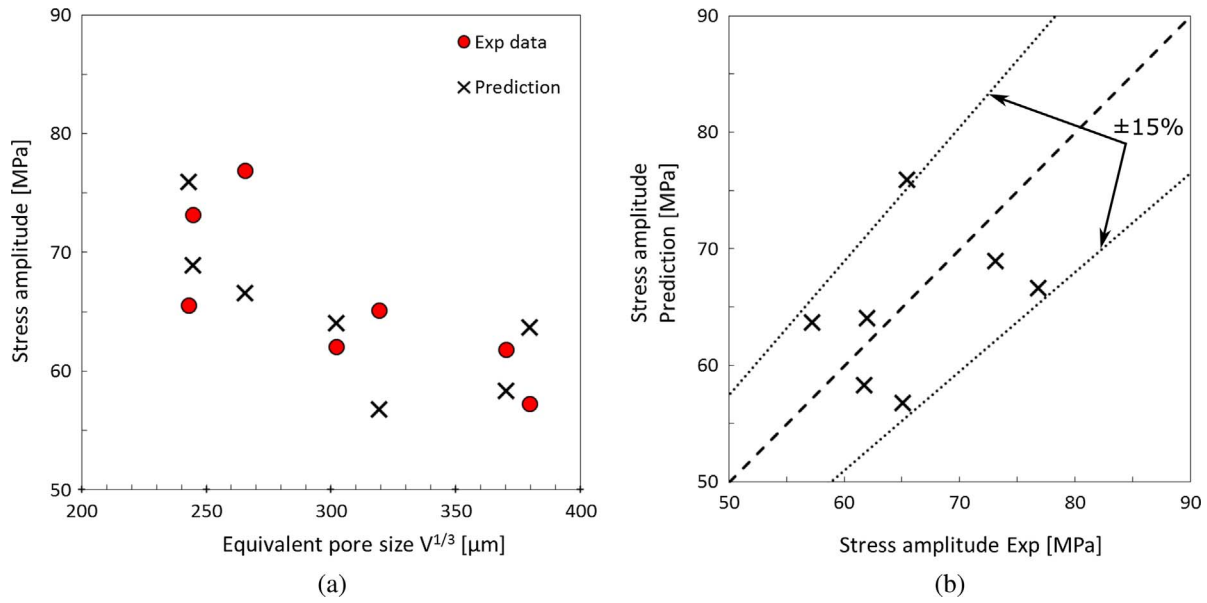 90
80
70
60
50
200
250
300
350
400
Stress amplitude [MPa]
Equivalent pore size V1/3 [μm]
Exp data
Prediction
(a)
90
80
70
60
50
50
60
70
80
90
Stress amplitude
Prediction [MPa]
Stress amplitude Exp [MPa]
±15%
(b)